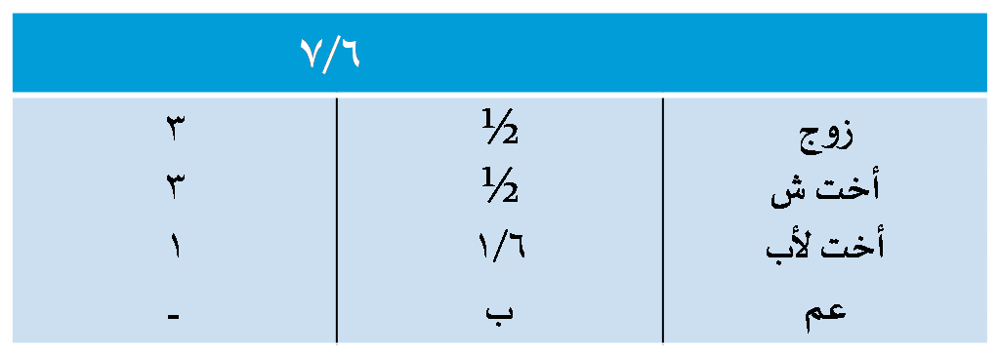 ٧/٦
زوج ½ ٣
أخت ش ½ ٣
أخت لأب ١/٦ ١
عم ب -